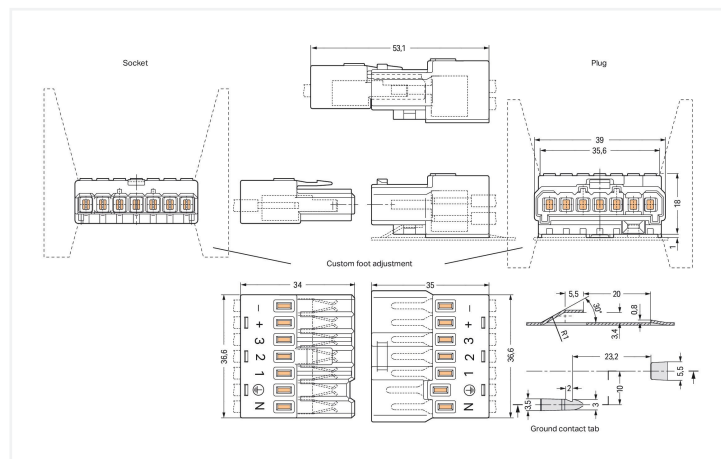 53,1
Socket
Plug
39
35,6
18
1
Custom foot adjustment
34
35
5,5
20
30°
0,8
R1
3,4
36,6
− + 3 2 1 N
+ − 3 2 1 N
36,6
23,2
5,5
10
2
3,5
3
Ground contact tab